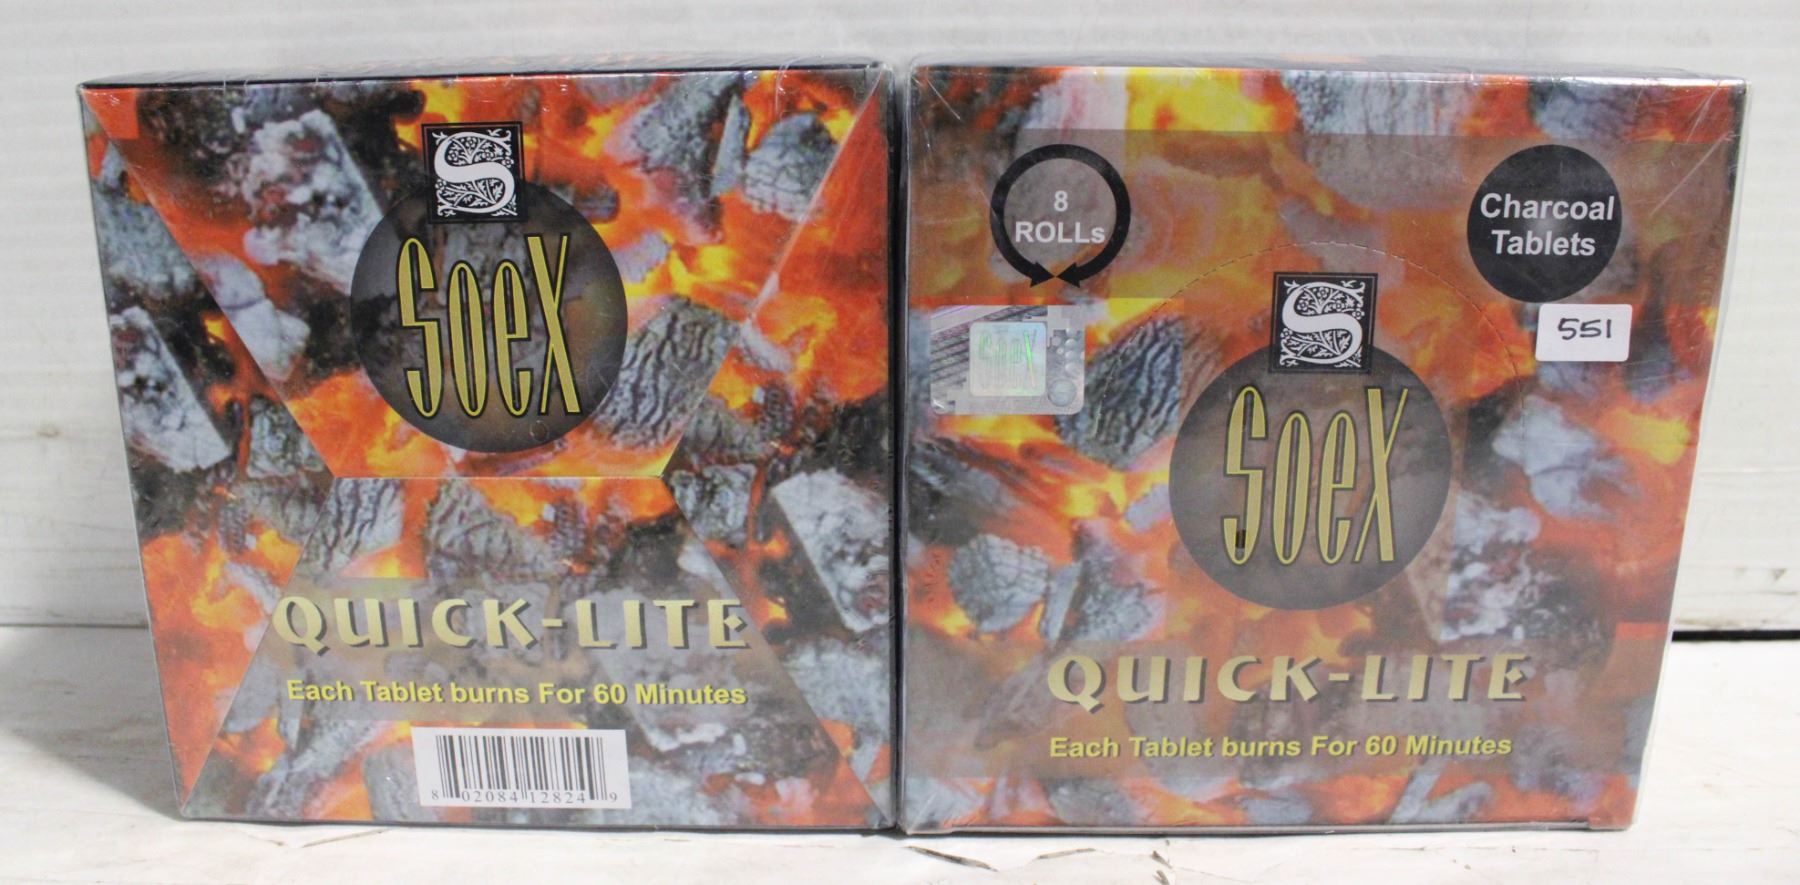 S
SoeX
QUICK-LITE
Each Tablet burns For 60 Minutes
8 02084 12824 9
8
ROLLs
Charcoal
Tablets
551
SoeX
S
SoeX
QUICK-LITE
Each Tablet burns For 60 Minutes